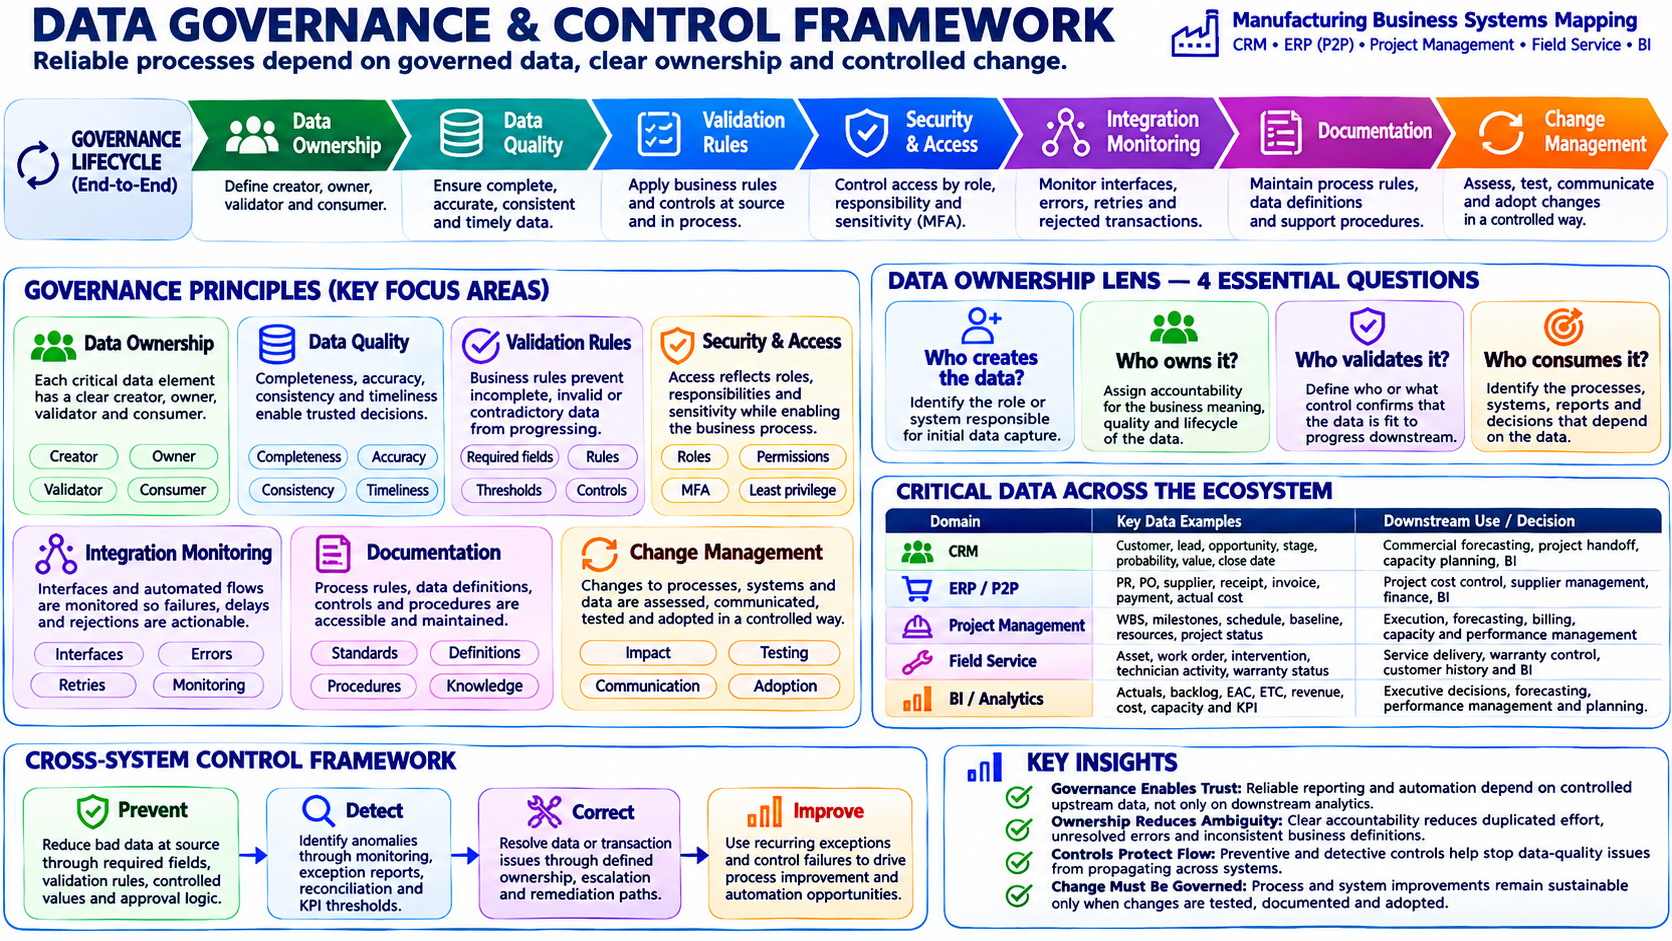 DATA GOVERNANCE & CONTROL FRAMEWORK
Reliable processes depend on governed data, clear ownership and controlled change.
Manufacturing Business Systems Mapping
CRM • ERP (P2P) • Project Management • Field Service • BI
GOVERNANCE
LIFECYCLE
(End-to-End)
Data
Ownership
Define creator, owner,
validator and consumer.
Data
Quality
Ensure complete,
accurate, consistent
and timely data.
Validation
Rules
Apply business rules
and controls at source
and in process.
Security
& Access
Control access by role,
responsibility and
sensitivity (MFA).
Integration
Monitoring
Monitor interfaces,
errors, retries and
rejected transactions.
Documentation
Maintain process rules,
data definitions
and support procedures.
Change
Management
Assess, test, communicate
and adopt changes
in a controlled way.
GOVERNANCE PRINCIPLES (KEY FOCUS AREAS)
Data Ownership
Each critical data element
has a clear creator, owner,
validator and consumer.
Creator
Owner
Validator
Consumer
Data Quality
Completeness, accuracy,
consistency and timeliness
enable trusted decisions.
Completeness
Accuracy
Consistency
Timeliness
Validation Rules
Business rules prevent
incomplete, invalid or
contradictory data
from progressing.
Required fields
Rules
Thresholds
Controls
Security & Access
Access reflects roles,
responsibilities and
sensitivity while enabling
the business process.
Roles
Permissions
MFA
Least privilege
Integration Monitoring
Interfaces and automated flows
are monitored so failures, delays
and rejections are actionable.
Interfaces
Errors
Retries
Monitoring
Documentation
Process rules, data definitions,
controls and procedures are
accessible and maintained.
Standards
Definitions
Procedures
Knowledge
Change Management
Changes to processes, systems and
data are assessed, communicated,
tested and adopted in a controlled way.
Impact
Testing
Communication
Adoption
DATA OWNERSHIP LENS — 4 ESSENTIAL QUESTIONS
Who creates
the data?
Identify the role or
system responsible
for initial data capture.
Who owns it?
Assign accountability
for the business meaning,
quality and lifecycle
of the data.
Who validates it?
Define who or what
control confirms that
the data is fit to
progress downstream.
Who consumes it?
Identify the processes,
systems, reports and
decisions that depend
on the data.
CRITICAL DATA ACROSS THE ECOSYSTEM
Domain
Key Data Examples
Downstream Use / Decision
CRM
Customer, lead, opportunity, stage,
probability, value, close date
Commercial forecasting, project handoff,
capacity planning, BI
ERP / P2P
PR, PO, supplier, receipt, invoice,
payment, actual cost
Project cost control, supplier management,
finance, BI
Project Management
WBS, milestones, schedule, baseline,
resources, project status
Execution, forecasting, billing,
capacity and performance management
Field Service
Asset, work order, intervention,
technician activity, warranty status
Service delivery, warranty control,
customer history and BI
BI / Analytics
Actuals, backlog, EAC, ETC, revenue,
cost, capacity and KPI
Executive decisions, forecasting,
performance management and planning.
CROSS-SYSTEM CONTROL FRAMEWORK
Prevent
Reduce bad data at source
through required fields,
validation rules, controlled
values and approval logic.
Detect
Identify anomalies
through monitoring,
exception reports,
reconciliation and
KPI thresholds.
Correct
Resolve data or transaction
issues through defined
ownership, escalation
and remediation paths.
Improve
Use recurring exceptions
and control failures to drive
process improvement and
automation opportunities.
KEY INSIGHTS
Governance Enables Trust: Reliable reporting and automation depend on controlled
upstream data, not only on downstream analytics.
Ownership Reduces Ambiguity: Clear accountability reduces duplicated effort,
unresolved errors and inconsistent business definitions.
Controls Protect Flow: Preventive and detective controls help stop data-quality issues
from propagating across systems.
Change Must Be Governed: Process and system improvements remain sustainable
only when changes are tested, documented and adopted.